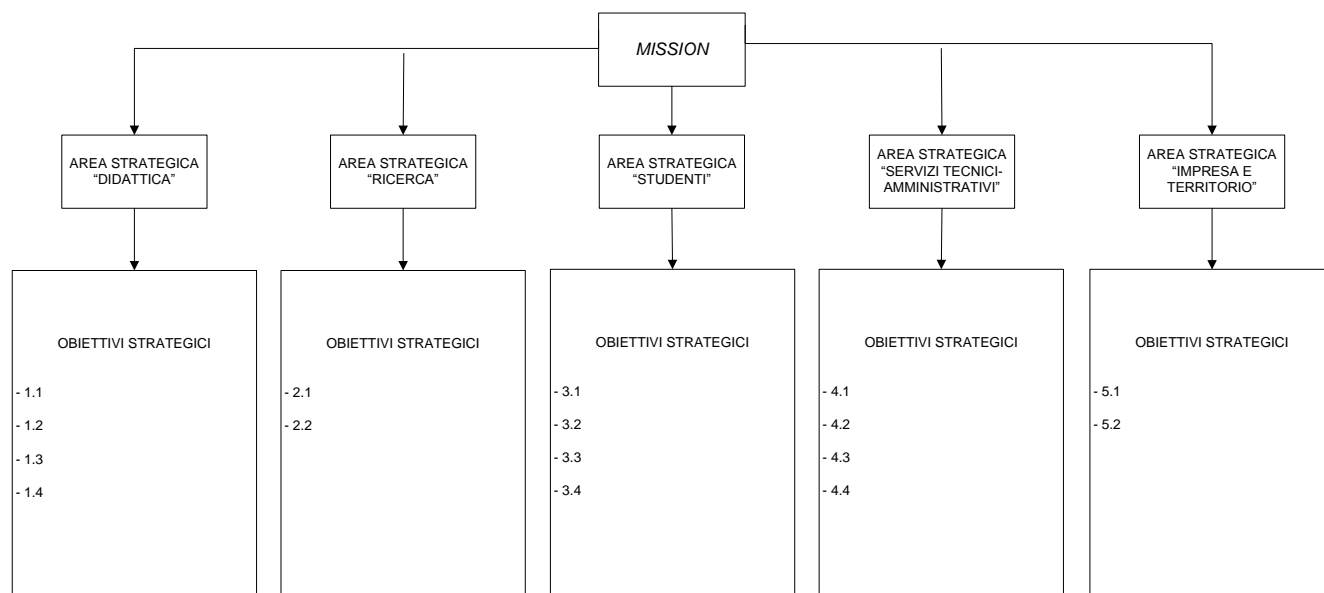 MISSION
AREA STRATEGICA
“DIDATTICA”
AREA STRATEGICA
“RICERCA”
AREA STRATEGICA
“STUDENTI”
AREA STRATEGICA
“SERVIZI TECNICI-
AMMINISTRATIVI”
AREA STRATEGICA
“IMPRESA E
TERRITORIO”
OBIETTIVI STRATEGICI
- 1.1
- 1.2
- 1.3
- 1.4
OBIETTIVI STRATEGICI
- 2.1
- 2.2
OBIETTIVI STRATEGICI
- 3.1
- 3.2
- 3.3
- 3.4
OBIETTIVI STRATEGICI
- 4.1
- 4.2
- 4.3
- 4.4
OBIETTIVI STRATEGICI
- 5.1
- 5.2